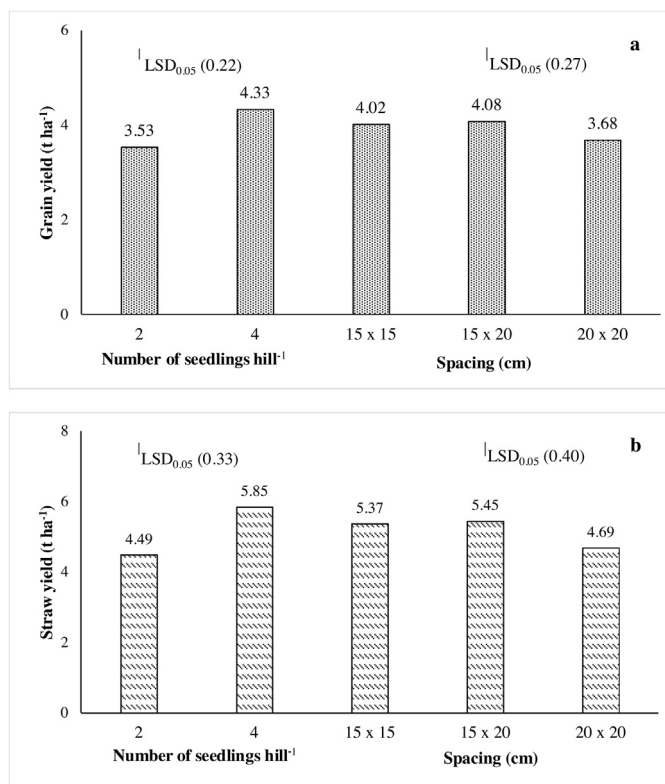 6
a
LSD0.05 (0.22)
LSD0.05 (0.27)
4.33
4.02
4.08
3.68
3.53
4
2
0
Grain yield (t ha-1)
2 4 15 x 15 15 x 20 20 x 20
Number of seedlings hill-1 Spacing (cm)
8
b
LSD0.05 (0.33)
LSD0.05 (0.40)
5.85
5.37
5.45
4.69
4.49
6
4
2
0
Straw yield (t ha-1)
2 4 15 x 15 15 x 20 20 x 20
Number of seedlings hill-1 Spacing (cm)